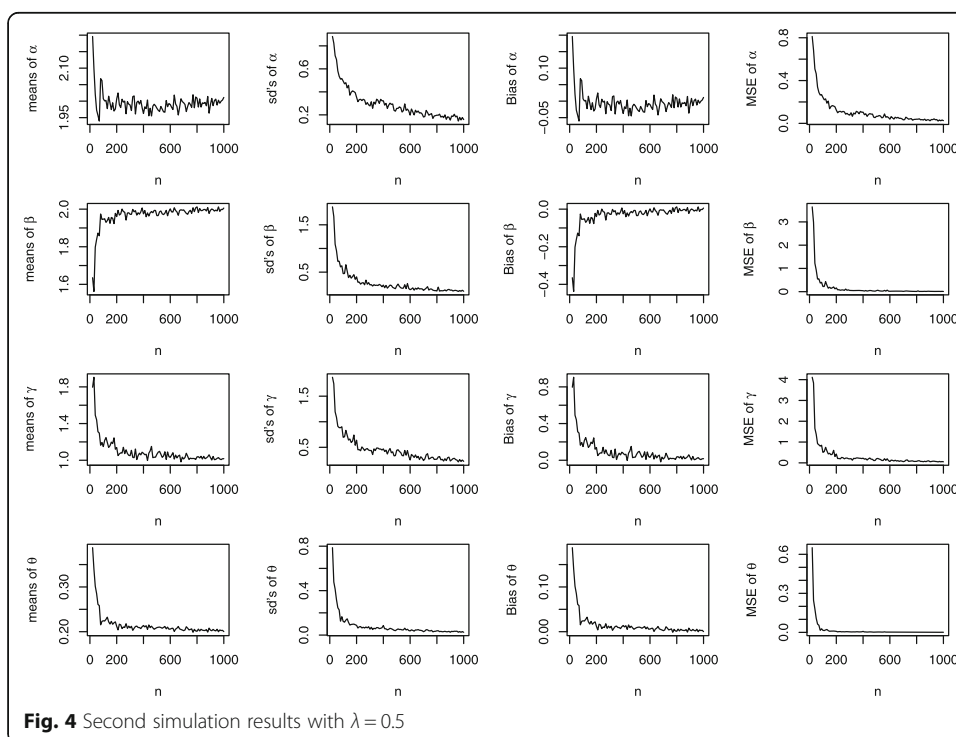 means of α
1.95 2.10
0 200 600 1000
n
sd's of α
0.2 0.4 0.6 0.8
0 200 600 1000
n
Bias of α
−0.05 0.10
0 200 600 1000
n
MSE of α
0.0 0.4 0.8
0 200 600 1000
n
means of β
1.6 1.8 2.0
0 200 600 1000
n
sd's of β
0.5 1.5
0 200 600 1000
n
Bias of β
−0.4 −0.2 0.0
0 200 600 1000
n
MSE of β
0 1 2 3
0 200 600 1000
n
means of γ
1.0 1.4 1.8
0 200 600 1000
n
sd's of γ
0.5 1.5
0 200 600 1000
n
Bias of γ
0.0 0.4 0.8
0 200 600 1000
n
MSE of γ
0 1 2 3 4
0 200 600 1000
n
means of θ
0.20 0.30
0 200 600 1000
n
sd's of θ
0.0 0.4 0.8
0 200 600 1000
n
Bias of θ
0.00 0.10
0 200 600 1000
n
MSE of θ
0.0 0.3 0.6
0 200 600 1000
n
Fig. 4 Second simulation results with λ = 0.5